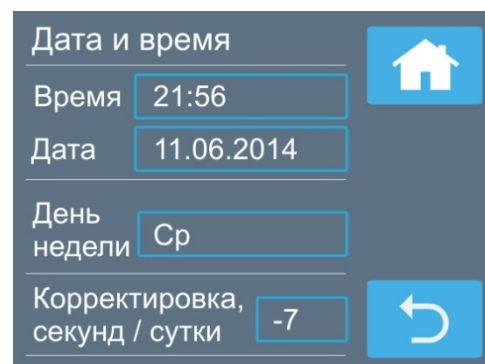 Дата и время
Время 21:56
Дата 11.06.2014
День
недели Ср
Корректировка,
секунд / сутки -7